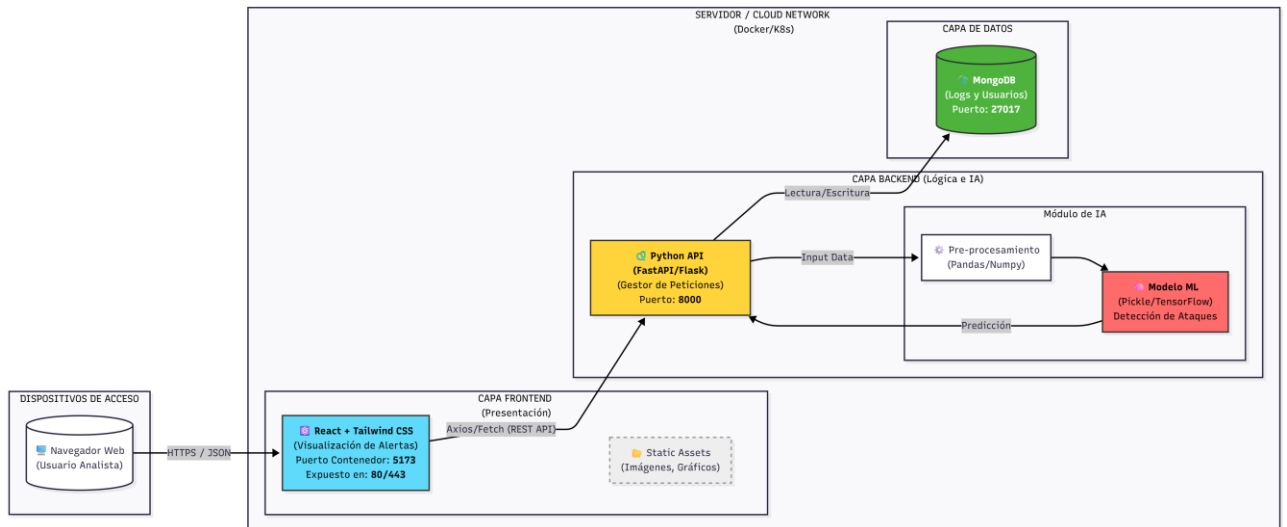 SERVIDOR / CLOUD NETWORK
(Docker/K8s)
CAPA DE DATOS
MongoDB
(Logs y Usuarios)
Puerto: 27017
CAPA BACKEND (Lógica e IA)
Lectura/Escritura
Módulo de IA
Python API
(FastAPI/Flask)
(Gestor de Peticiones)
Puerto: 8000
Input Data
Pre-procesamiento
(Pandas/Numpy)
Modelo ML
(Pickle/TensorFlow)
Detección de Ataques
Predicción
DISPOSITIVOS DE ACCESO
Navegador Web
(Usuario Analista)
HTTPS / JSON
CAPA FRONTEND
(Presentación)
React + Tailwind CSS
(Visualización de Alertas)
Puerto Contenedor: 5173
Expuesto en: 80/443
Axios/Fetch (REST API)
Static Assets
(Imágenes, Gráficos)